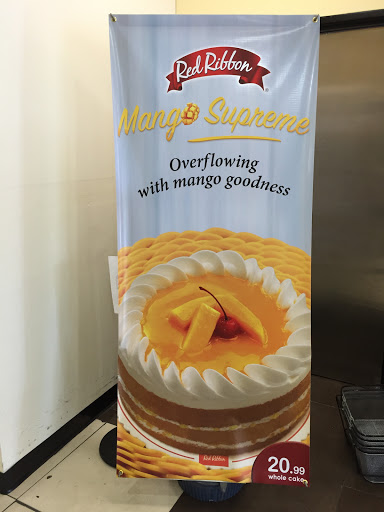 Red Ribbon
Mango Supreme
Overflowing
with mango goodness
Red Ribbon
20.99
whole cake